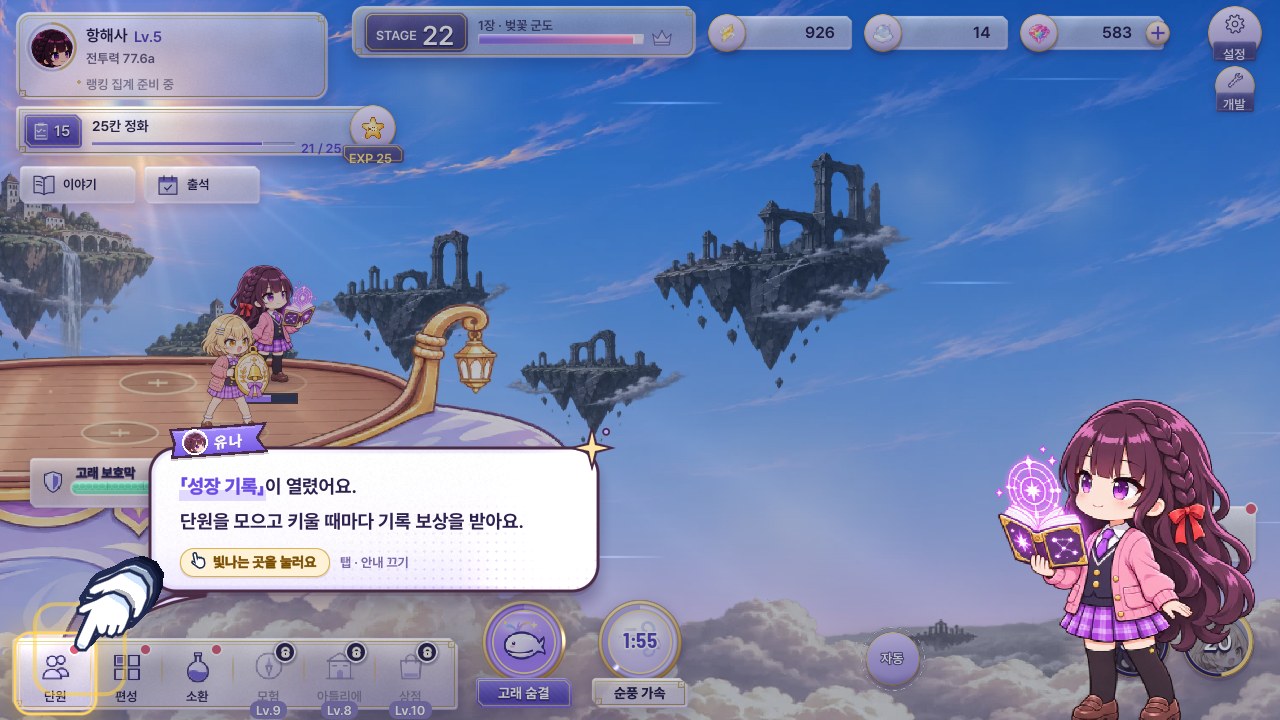 항해사 Lv.5
전투력 77.6a
랭킹 집계 준비 중
STAGE 22
1장 · 벚꽃 군도
926
14
583
설정
개발
15
25칸 정화
21 / 25
EXP 25
이야기
출석
고래 보호막
유나
「성장 기록」이 열렸어요.
단원을 모으고 키울 때마다 기록 보상을 받아요.
빛나는 곳을 눌러요
탭 · 안내 끄기
단원
편성
소환
모험
Lv.9
아틀리에
Lv.8
상점
Lv.10
고래 숨결
1:55
순풍 가속
자동
20